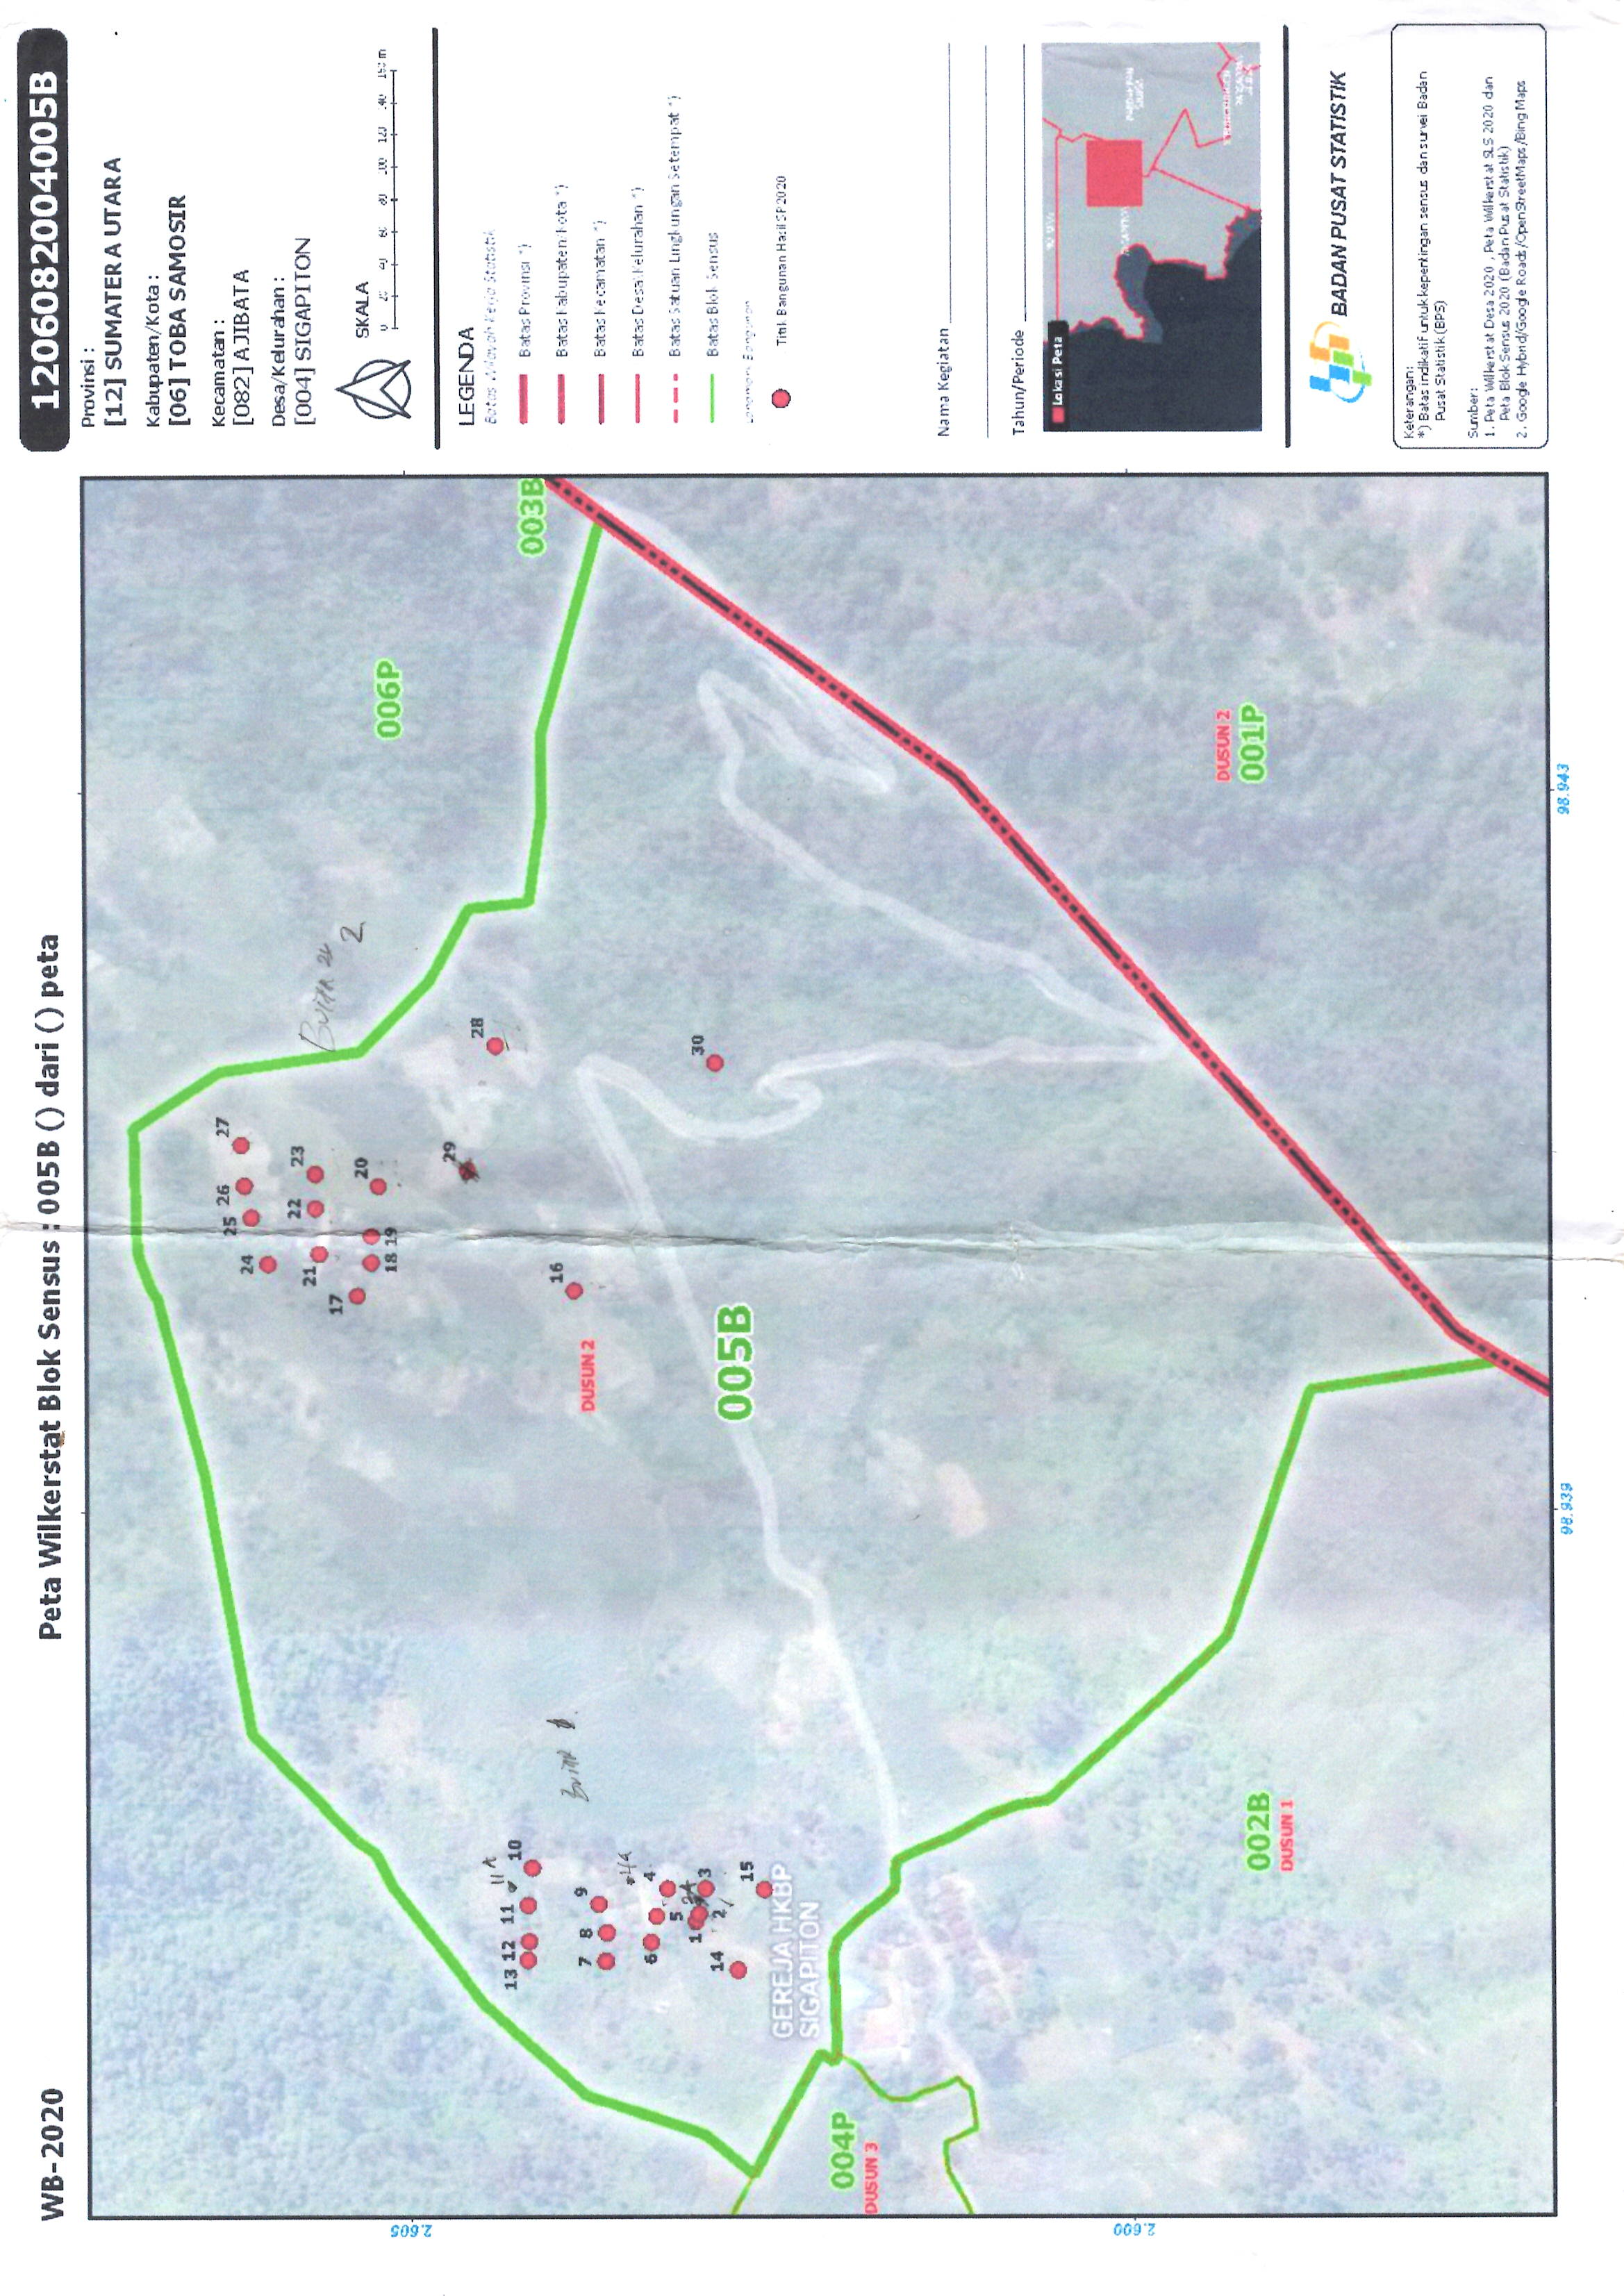 WB-2020
Peta Wilkerstat Blok Sensus : 005B () dari () peta
1206082004005B
Provinsi :
[12] SUMATERA UTARA
Kabupaten/Kota :
[06] TOBA SAMOSIR
Kecamatan :
[082] AJIBATA
Desa/Kelurahan :
[004] SIGAPITON
SKALA
0 20 40 60 80 100 120 140 160 m
LEGENDA
Batas Wilayah Kerja Statistik
Batas Provinsi *)
Batas Kabupaten/Kota *)
Batas Kecamatan *)
Batas Desa/Kelurahan *)
Batas Satuan Lingkungan Setempat *)
Batas Blok Sensus
Landmark Bangunan
Titik Bangunan Hasil SP2020
Nama Kegiatan
Tahun/Periode
Lokasi Peta
SIGAPITON
BADAN PUSAT STATISTIK
Keterangan:
*) Batas indikatif untuk kepentingan sensus dan survei Badan
Pusat Statistik (BPS)
Sumber:
1. Peta Wilkerstat Desa 2020 , Peta Wilkerstat SLS 2020 dan
Peta Blok Sensus 2020 (Badan Pusat Statistik)
2. Google Hybrid/Google Roads/OpenStreetMaps/Bing Maps
27
26
25
24
23
22
21
17
20
18 19
2
006P
2.605
29
28
003B
11A
13 12 11 10
16
DUSUN 2
7 8 9
4A
6 4
5
1 2A
3
2
14
15
30
005B
GEREJA HKBP
SIGAPITON
004P
DUSUN 3
2.600
DUSUN 2
001P
002B
DUSUN 1
98.939
98.943